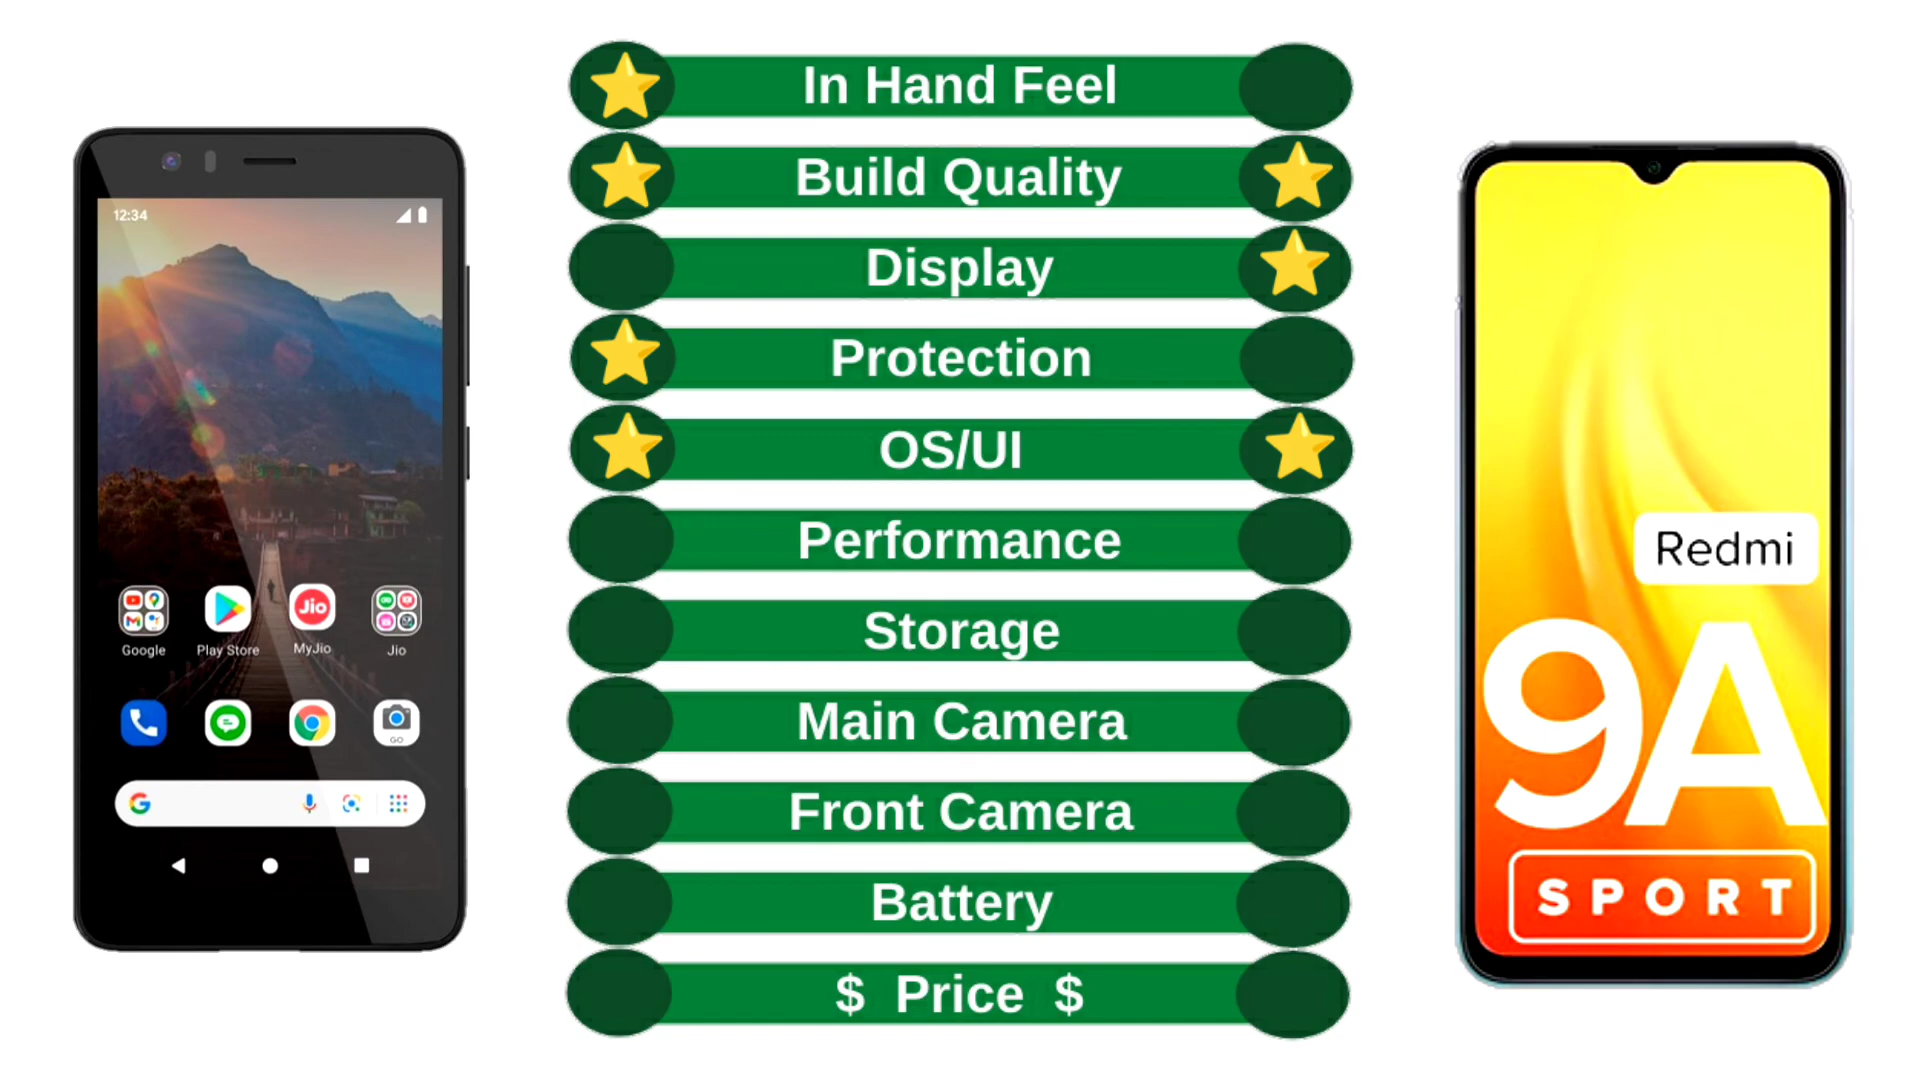 In Hand Feel
Build Quality
Display
Protection
OS/UI
Performance
Storage
Main Camera
Front Camera
Battery
$ Price $
12:34
Jio
Google
Play Store
MyJio
Jio
GO
G
Redmi
9A
SPORT